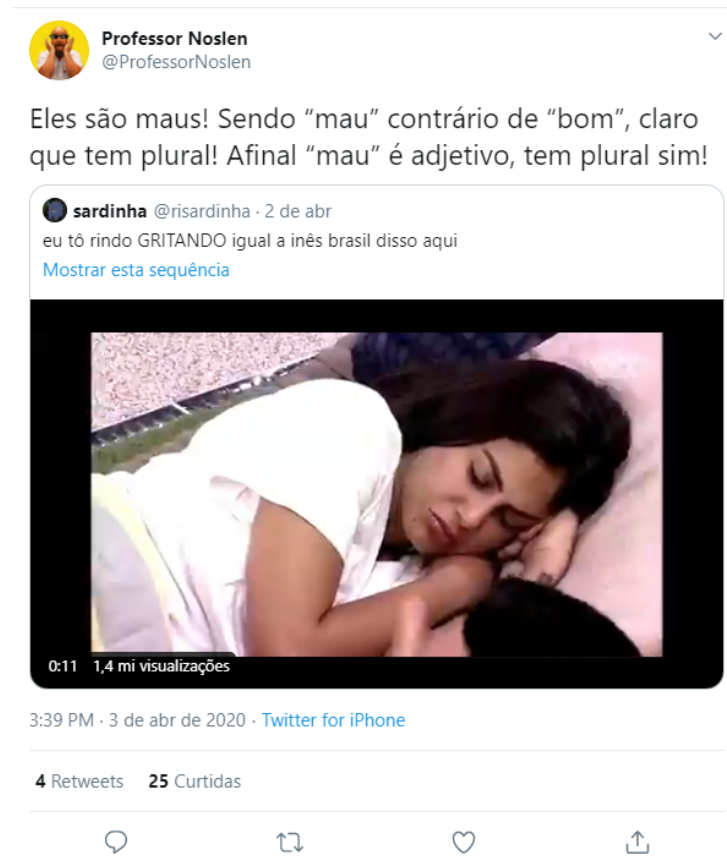 Professor Noslen
@ProfessorNoslen
Eles são maus! Sendo “mau” contrário de “bom”, claro
que tem plural! Afinal “mau” é adjetivo, tem plural sim!
sardinha @risardinha · 2 de abr
eu tô rindo GRITANDO igual a inês brasil disso aqui
Mostrar esta sequência
0:11 1,4 mi visualizações
3:39 PM · 3 de abr de 2020 · Twitter for iPhone
4 Retweets 25 Curtidas